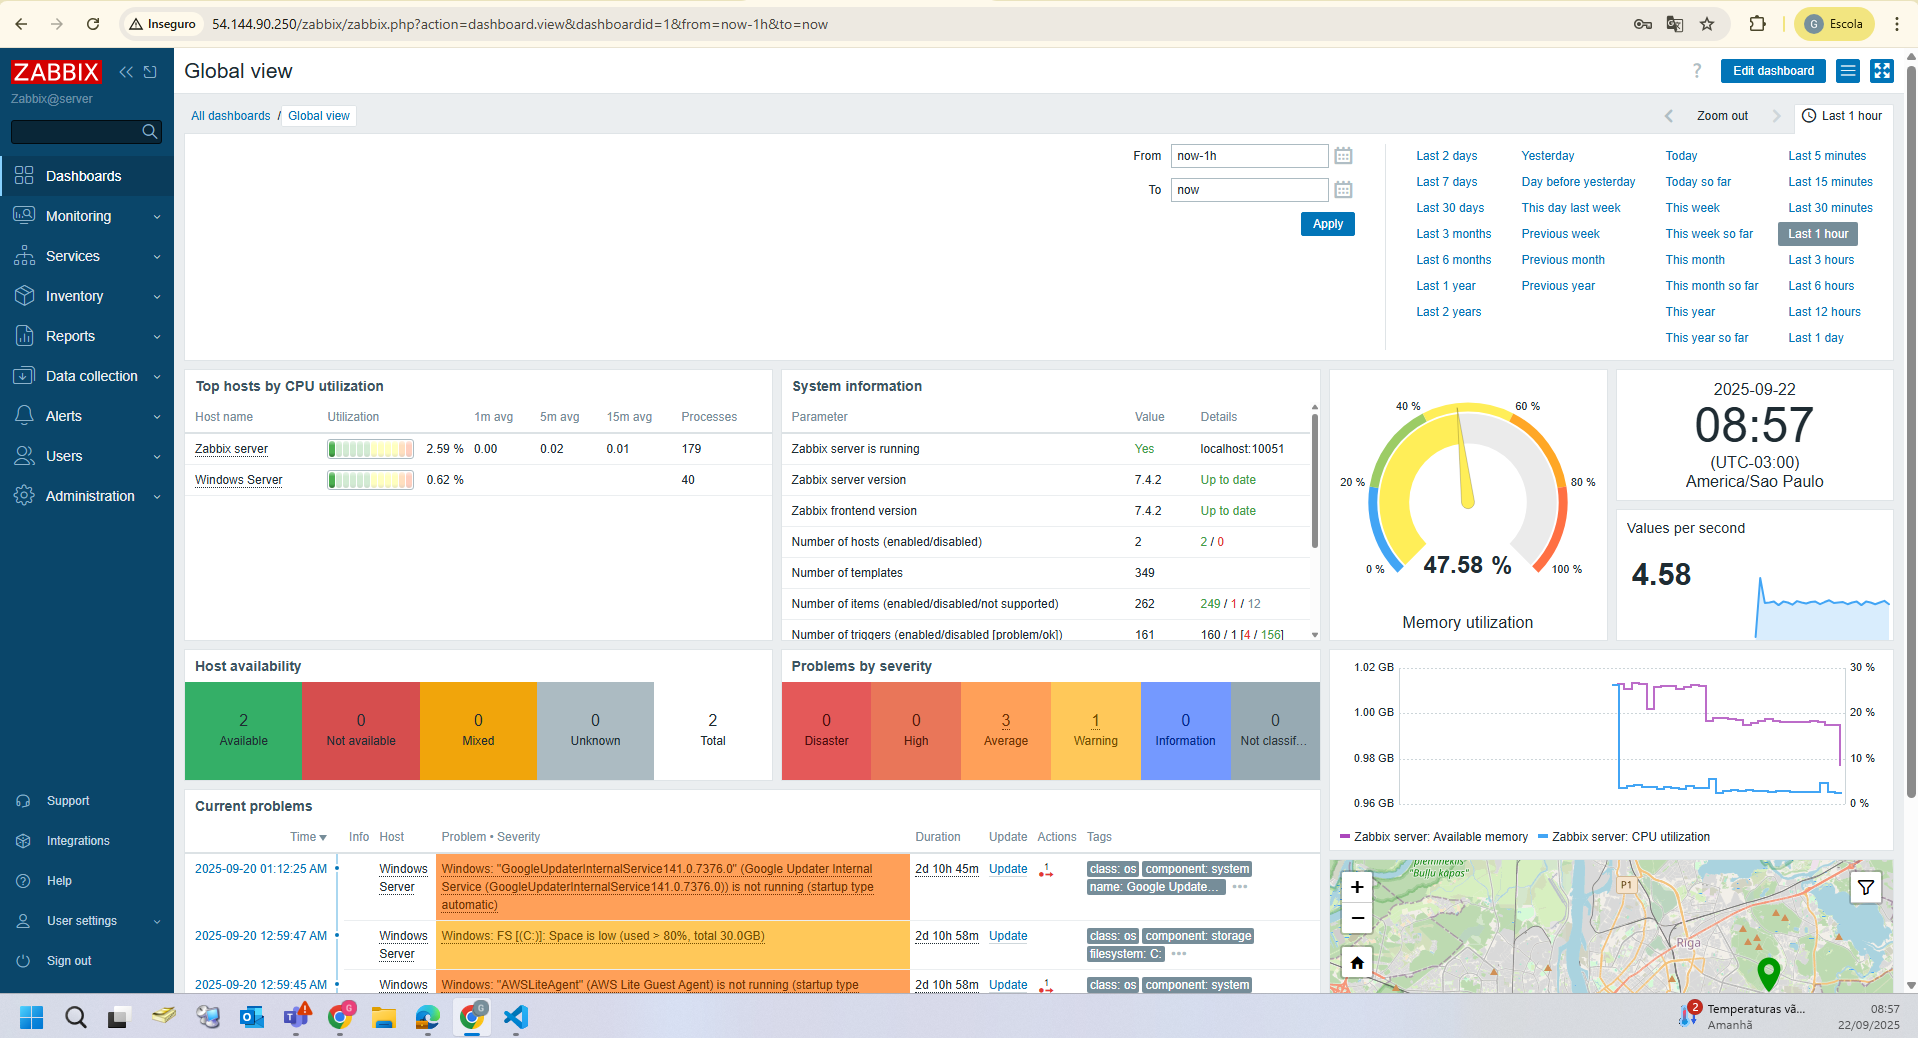 Inseguro
54.144.90.250/zabbix/zabbix.php?action=dashboard.view&dashboardid=1&from=now-1h&to=now
G Escola
ZABBIX
Zabbix@server
Dashboards
Monitoring
Services
Inventory
Reports
Data collection
Alerts
Users
Administration
Support
Integrations
Help
User settings
Sign out
Global view
? Edit dashboard
All dashboards / Global view
Zoom out
Last 1 hour
From now-1h
To now
Apply
Last 2 days Yesterday Today Last 5 minutes
Last 7 days Day before yesterday Today so far Last 15 minutes
Last 30 days This day last week This week Last 30 minutes
Last 3 months Previous week This week so far Last 1 hour
Last 6 months Previous month This month Last 3 hours
Last 1 year Previous year This month so far Last 6 hours
Last 2 years This year Last 12 hours
This year so far Last 1 day
Top hosts by CPU utilization
Host name Utilization 1m avg 5m avg 15m avg Processes
Zabbix server 2.59 % 0.00 0.02 0.01 179
Windows Server 0.62 % 40
System information
Parameter Value Details
Zabbix server is running Yes localhost:10051
Zabbix server version 7.4.2 Up to date
Zabbix frontend version 7.4.2 Up to date
Number of hosts (enabled/disabled) 2 2 / 0
Number of templates 349
Number of items (enabled/disabled/not supported) 262 249 / 1 / 12
Number of triggers (enabled/disabled [problem/ok]) 161 160 / 1 [4 / 156]
40 % 60 %
20 % 80 %
0 % 47.58 % 100 %
Memory utilization
2025-09-22
08:57
(UTC-03:00)
America/Sao Paulo
Values per second
4.58
Host availability
2 0 0 0 2
Available Not available Mixed Unknown Total
Problems by severity
0 0 3 1 0 0
Disaster High Average Warning Information Not classif...
1.02 GB 30 %
1.00 GB 20 %
0.98 GB 10 %
0.96 GB 0 %
Zabbix server: Available memory Zabbix server: CPU utilization
Current problems
Time Info Host Problem • Severity Duration Update Actions Tags
2025-09-20 01:12:25 AM Windows Server Windows: "GoogleUpdaterInternalService141.0.7376.0" (Google Updater Internal
Service (GoogleUpdaterInternalService141.0.7376.0)) is not running (startup type
automatic) 2d 10h 45m Update 1 class: os component: system
name: Google Update... •••
2025-09-20 12:59:47 AM Windows Server Windows: FS [(C:)]: Space is low (used > 80%, total 30.0GB) 2d 10h 58m Update class: os component: storage
filesystem: C: •••
2025-09-20 12:59:45 AM Windows Windows: "AWSLiteAgent" (AWS Lite Guest Agent) is not running (startup type 2d 10h 58m Update 1 class: os component: system
piemineklis
"Buļļu kapas"
P1
+
−
Rīga
G
G
2
Temperaturas vã...
Amanhã
08:57
22/09/2025